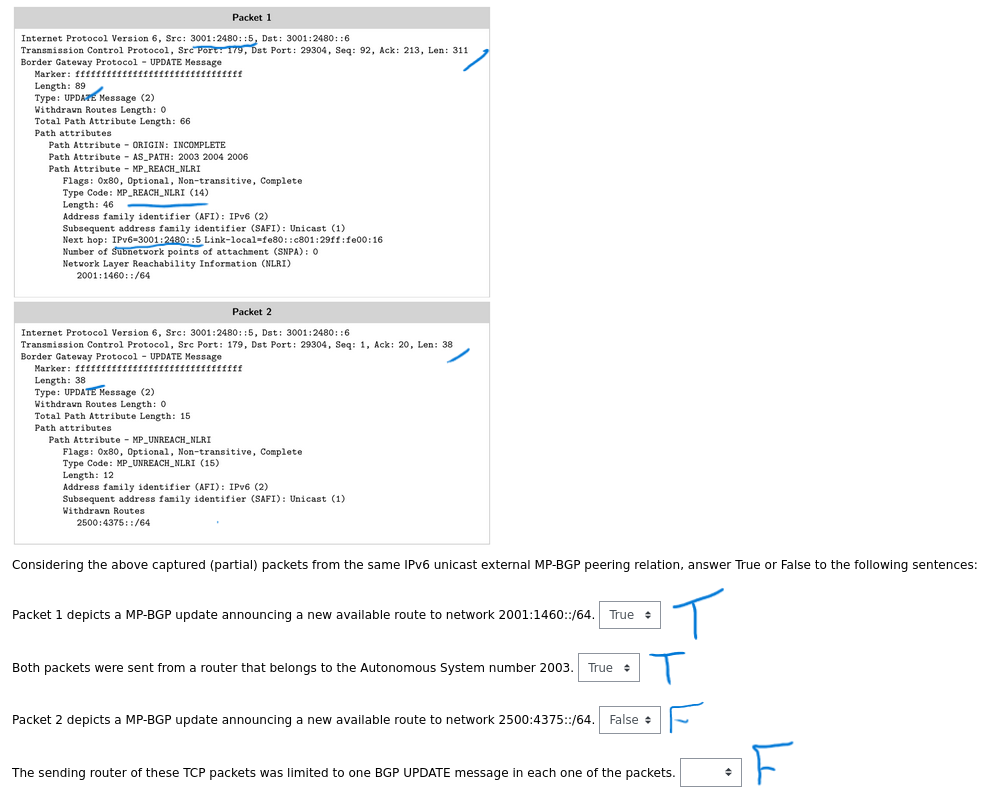 Packet 1
Internet Protocol Version 6, Src: 3001:2480::5, Dst: 3001:2480::6
Transmission Control Protocol, Src Port: 179, Dst Port: 29304, Seq: 92, Ack: 213, Len: 311
Border Gateway Protocol - UPDATE Message
Marker: ffffffffffffffffffffffffffffffff
Length: 89
Type: UPDATE Message (2)
Withdrawn Routes Length: 0
Total Path Attribute Length: 66
Path attributes
Path Attribute - ORIGIN: INCOMPLETE
Path Attribute - AS_PATH: 2003 2004 2006
Path Attribute - MP_REACH_NLRI
Flags: 0x80, Optional, Non-transitive, Complete
Type Code: MP_REACH_NLRI (14)
Length: 46
Address family identifier (AFI): IPv6 (2)
Subsequent address family identifier (SAFI): Unicast (1)
Next hop: IPv6=3001:2480::5 Link-local=fe80::c801:29ff:fe00:16
Number of Subnetwork points of attachment (SNPA): 0
Network Layer Reachability Information (NLRI)
2001:1460::/64
Packet 2
Internet Protocol Version 6, Src: 3001:2480::5, Dst: 3001:2480::6
Transmission Control Protocol, Src Port: 179, Dst Port: 29304, Seq: 1, Ack: 20, Len: 38
Border Gateway Protocol - UPDATE Message
Marker: ffffffffffffffffffffffffffffffff
Length: 38
Type: UPDATE Message (2)
Withdrawn Routes Length: 0
Total Path Attribute Length: 15
Path attributes
Path Attribute - MP_UNREACH_NLRI
Flags: 0x80, Optional, Non-transitive, Complete
Type Code: MP_UNREACH_NLRI (15)
Length: 12
Address family identifier (AFI): IPv6 (2)
Subsequent address family identifier (SAFI): Unicast (1)
Withdrawn Routes
2500:4375::/64
Considering the above captured (partial) packets from the same IPv6 unicast external MP-BGP peering relation, answer True or False to the following sentences:
Packet 1 depicts a MP-BGP update announcing a new available route to network 2001:1460::/64. True T
Both packets were sent from a router that belongs to the Autonomous System number 2003. True T
Packet 2 depicts a MP-BGP update announcing a new available route to network 2500:4375::/64. False F
The sending router of these TCP packets was limited to one BGP UPDATE message in each one of the packets. F